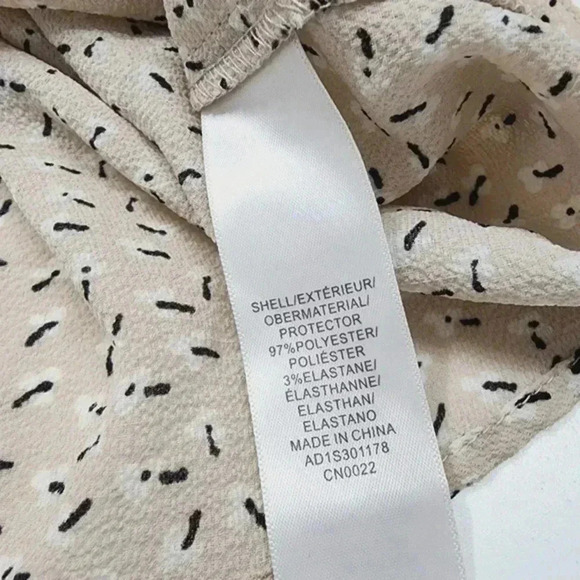 SHELL/EXTÉRIEUR/
OBERMATERIAL/
PROTECTOR
97%POLYESTER/
POLIÉSTER
3%ELASTANE/
ÉLASTHANNE/
ELASTHAN/
ELASTANO
MADE IN CHINA
AD1S301178
CN0022